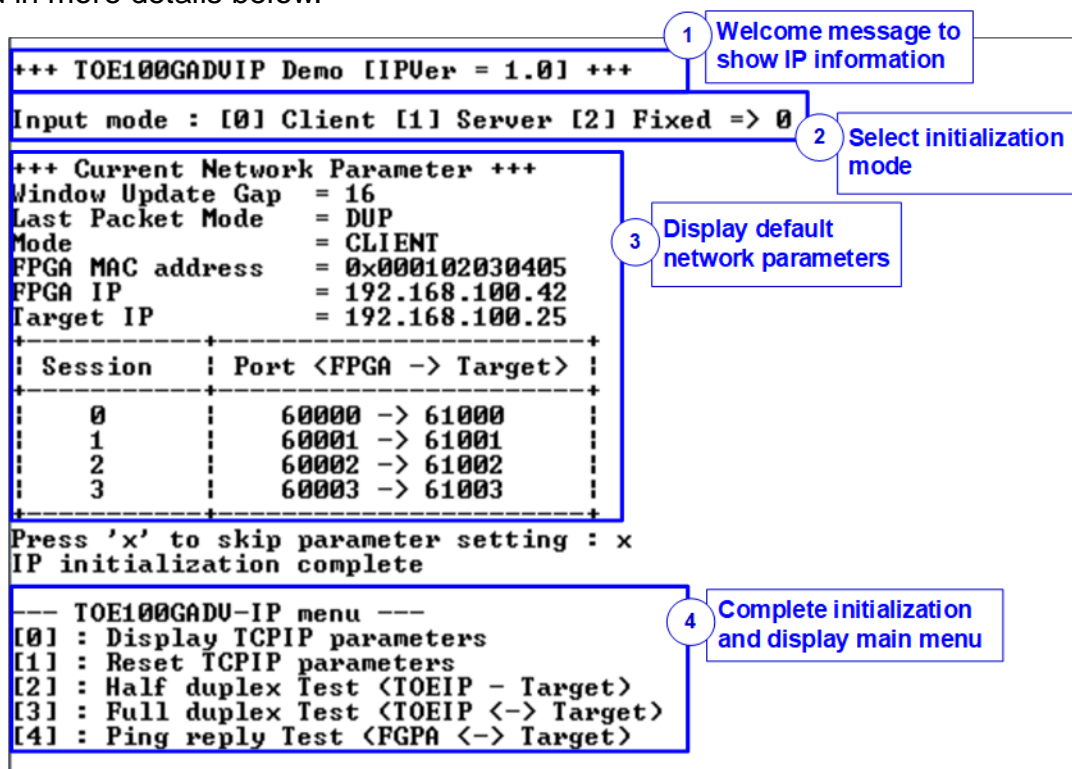 in more details below.
1 Welcome message to
show IP information
+++ TOE100GADVIP Demo [IPVer = 1.0] +++
Input mode : [0] Client [1] Server [2] Fixed => 0
2 Select initialization
mode
+++ Current Network Parameter +++
Window Update Gap = 16
Last Packet Mode = DUP
Mode = CLIENT
FPGA MAC address = 0x000102030405
FPGA IP = 192.168.100.42
Target IP = 192.168.100.25
3 Display default
network parameters
+-----------+-----------------------+
| Session | Port <FPGA -> Target> |
+-----------+-----------------------+
| 0 | 60000 -> 61000 |
| 1 | 60001 -> 61001 |
| 2 | 60002 -> 61002 |
| 3 | 60003 -> 61003 |
+-----------+-----------------------+
Press 'x' to skip parameter setting : x
IP initialization complete
--- TOE100GADV-IP menu ---
[0] : Display TCPIP parameters
[1] : Reset TCPIP parameters
[2] : Half duplex Test <TOEIP - Target>
[3] : Full duplex Test <TOEIP <-> Target>
[4] : Ping reply Test <FGPA <-> Target>
4 Complete initialization
and display main menu